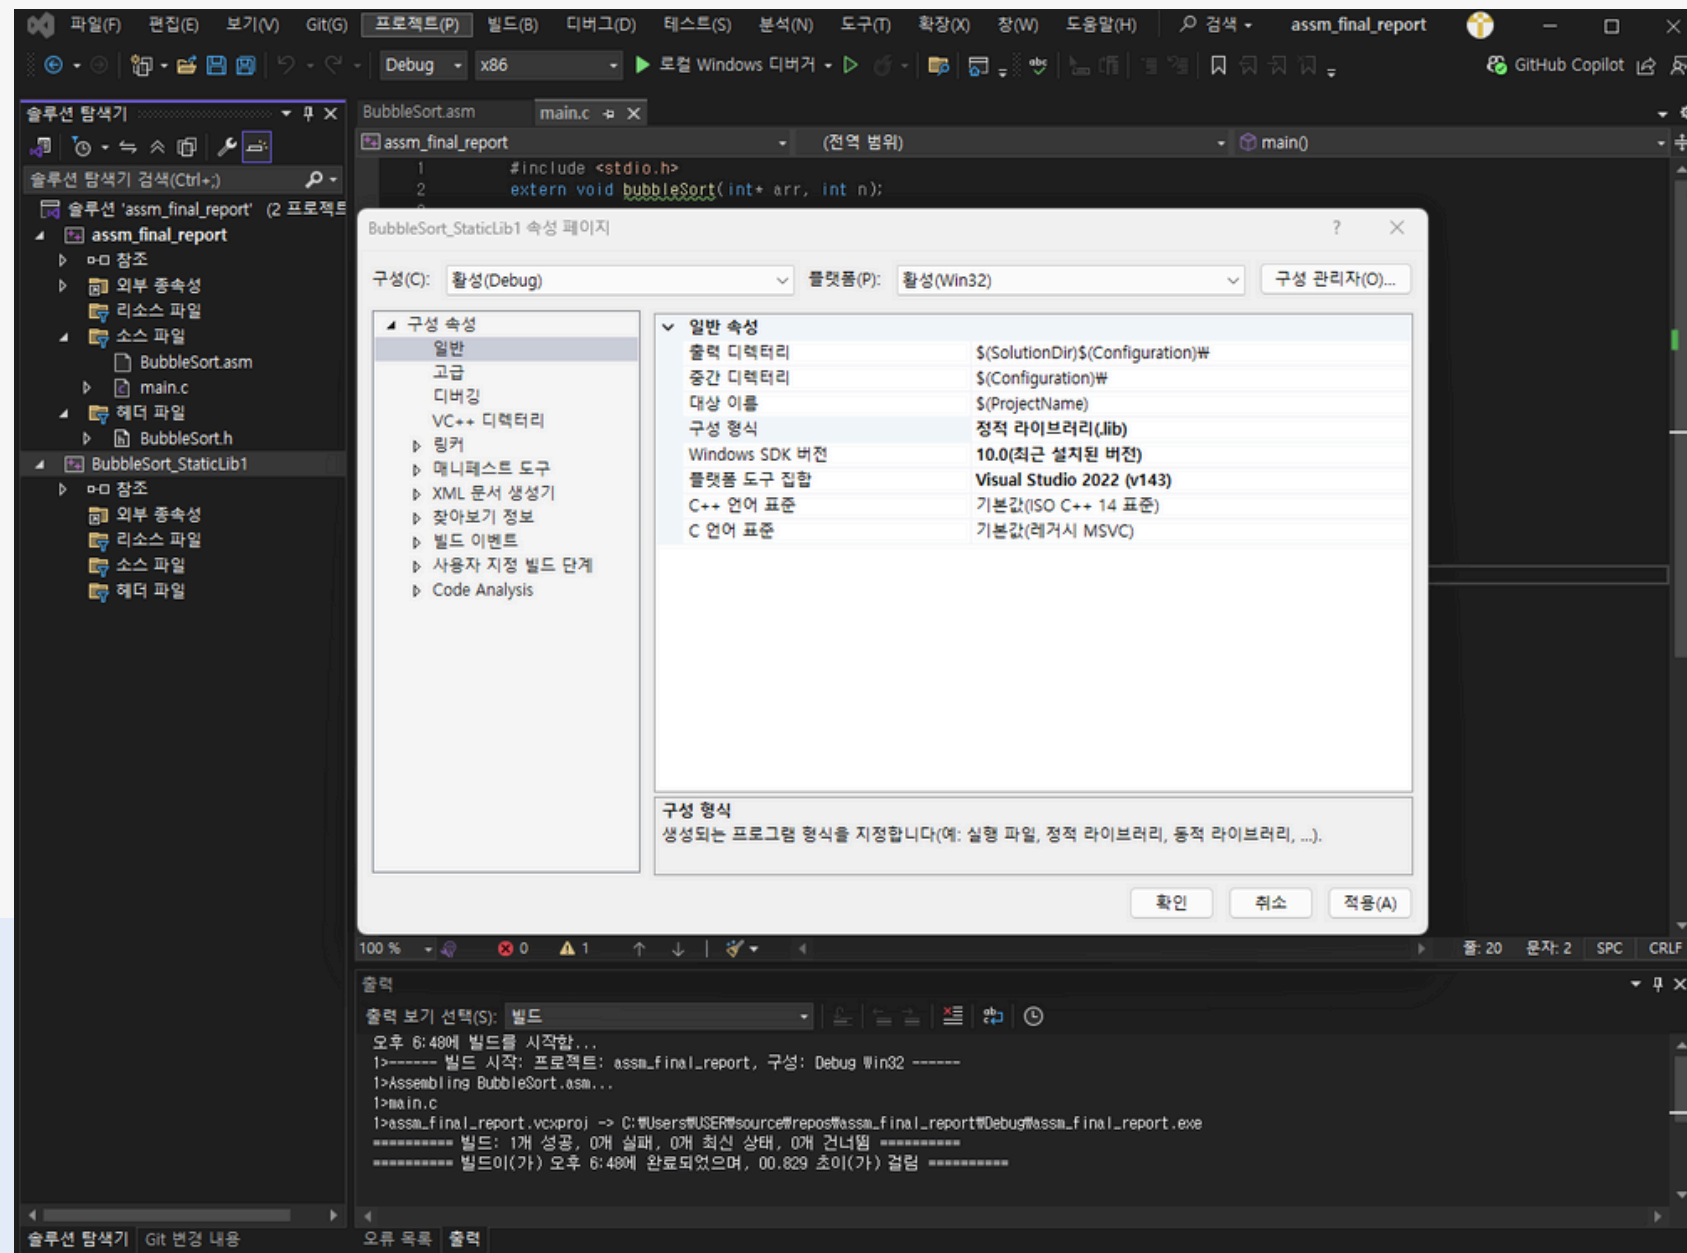 파일(F) 편집(E) 보기(V) Git(G) 프로젝트(P) 빌드(B) 디버그(D) 테스트(S) 분석(N) 도구(T) 확장(X) 창(W) 도움말(H) 검색 assm_final_report
Debug x86 로컬 Windows 디버거 GitHub Copilot
솔루션 탐색기
솔루션 탐색기 검색(Ctrl+;)
솔루션 'assm_final_report' (2 프로젝트
assm_final_report
참조
외부 종속성
리소스 파일
소스 파일
BubbleSort.asm
main.c
헤더 파일
BubbleSort.h
BubbleSort_StaticLib1
참조
외부 종속성
리소스 파일
소스 파일
헤더 파일
솔루션 탐색기 Git 변경 내용
BubbleSort.asm main.c
assm_final_report (전역 범위) main()
1 #include <stdio.h>
2 extern void bubbleSort(int* arr, int n);
BubbleSort_StaticLib1 속성 페이지 ?
구성(C): 활성(Debug) 플랫폼(P): 활성(Win32) 구성 관리자(O)...
구성 속성
일반
고급
디버깅
VC++ 디렉터리
링커
매니페스트 도구
XML 문서 생성기
찾아보기 정보
빌드 이벤트
사용자 지정 빌드 단계
Code Analysis
일반 속성
출력 디렉터리 $(SolutionDir)$(Configuration)₩
중간 디렉터리 $(Configuration)₩
대상 이름 $(ProjectName)
구성 형식 정적 라이브러리(.lib)
Windows SDK 버전 10.0(최근 설치된 버전)
플랫폼 도구 집합 Visual Studio 2022 (v143)
C++ 언어 표준 기본값(ISO C++ 14 표준)
C 언어 표준 기본값(레거시 MSVC)
구성 형식
생성되는 프로그램 형식을 지정합니다(예: 실행 파일, 정적 라이브러리, 동적 라이브러리, ...).
확인 취소 적용(A)
100 % 0 1 줄: 20 문자: 2 SPC CRLF
출력
출력 보기 선택(S): 빌드
오후 6:48에 빌드를 시작함...
1>------ 빌드 시작: 프로젝트: assm_final_report, 구성: Debug Win32 ------
1>Assembling BubbleSort.asm...
1>main.c
1>assm_final_report.vcxproj -> C:₩Users₩USER₩source₩repos₩assm_final_report₩Debug₩assm_final_report.exe
========== 빌드: 1개 성공, 0개 실패, 0개 최신 상태, 0개 건너뜀 ==========
========== 빌드이(가) 오후 6:48에 완료되었으며, 00.829 초이(가) 걸림 ==========
오류 목록 출력